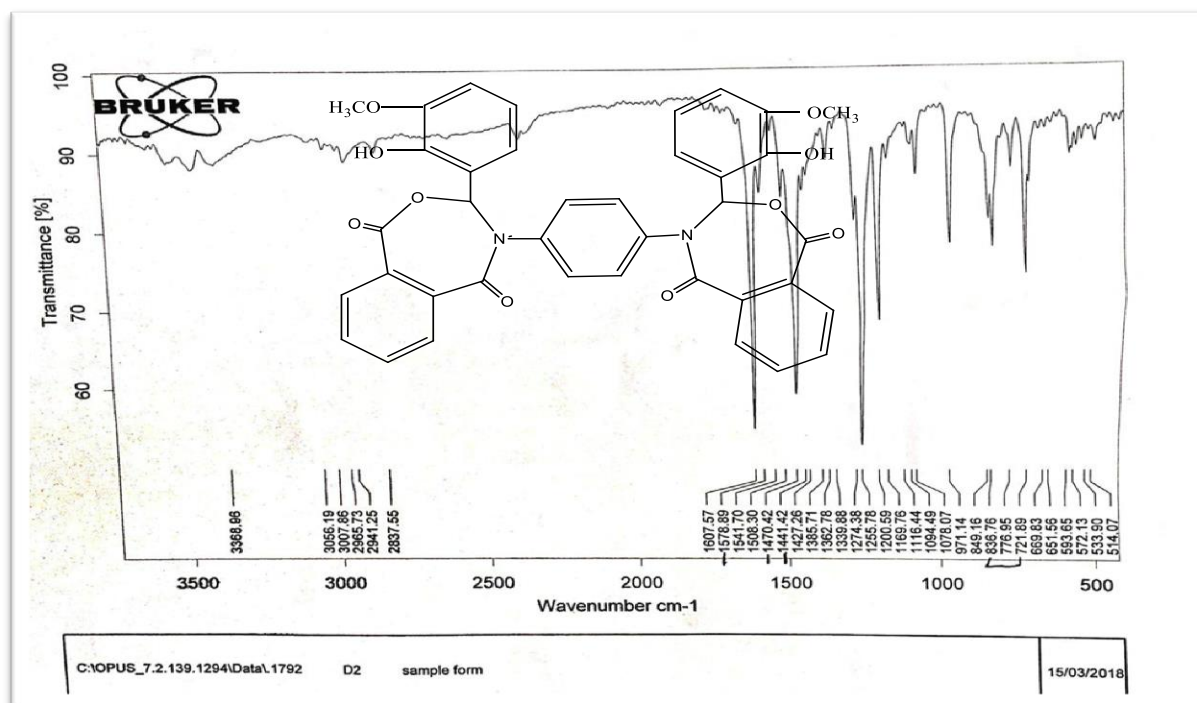 BRUKER
Transmittance [%]
100
90
80
70
60
H₃CO
HO
O
O
N
O
OCH₃
OH
O
N
O
O
3368.96
3056.19
3007.86
2965.73
2941.25
2837.55
1607.57
1578.89
1541.70
1508.30
1470.42
1441.42
1427.26
1385.71
1362.78
1339.88
1274.38
1255.78
1200.59
1169.76
1116.44
1094.49
1078.07
971.14
849.16
836.76
776.95
721.89
669.83
651.56
593.65
572.13
533.90
514.07
3500 3000 2500 2000 1500 1000 500
Wavenumber cm-1
C:\OPUS_7.2.139.1294\Data\.1792 D2 sample form 15/03/2018